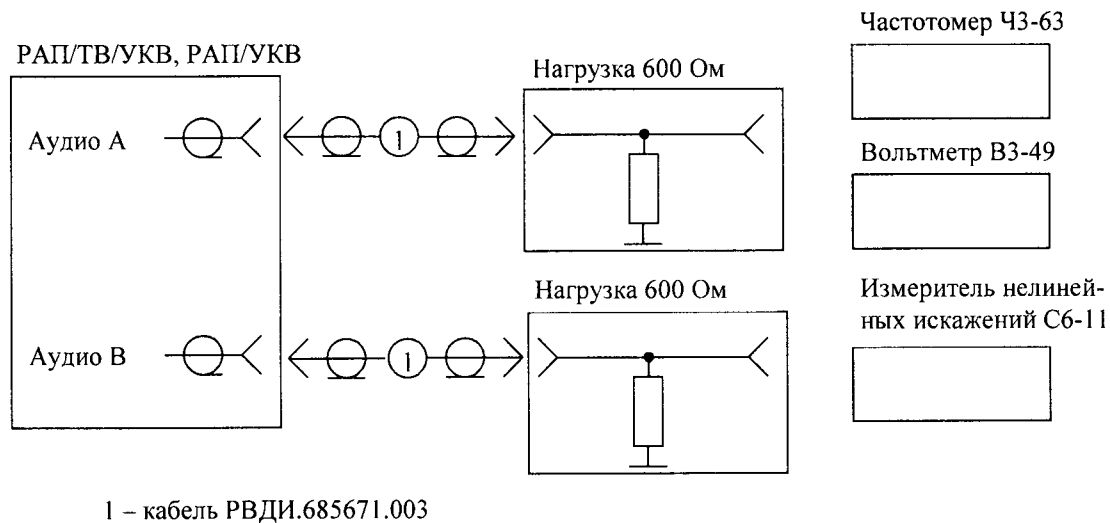 Частотомер Ч3-63
РАП/ТВ/УКВ, РАП/УКВ
Нагрузка 600 Ом
Аудио А
1
Вольтметр В3-49
Нагрузка 600 Ом
Измеритель нелиней-
ных искажений С6-11
Аудио В
1
1 – кабель РВДИ.685671.003